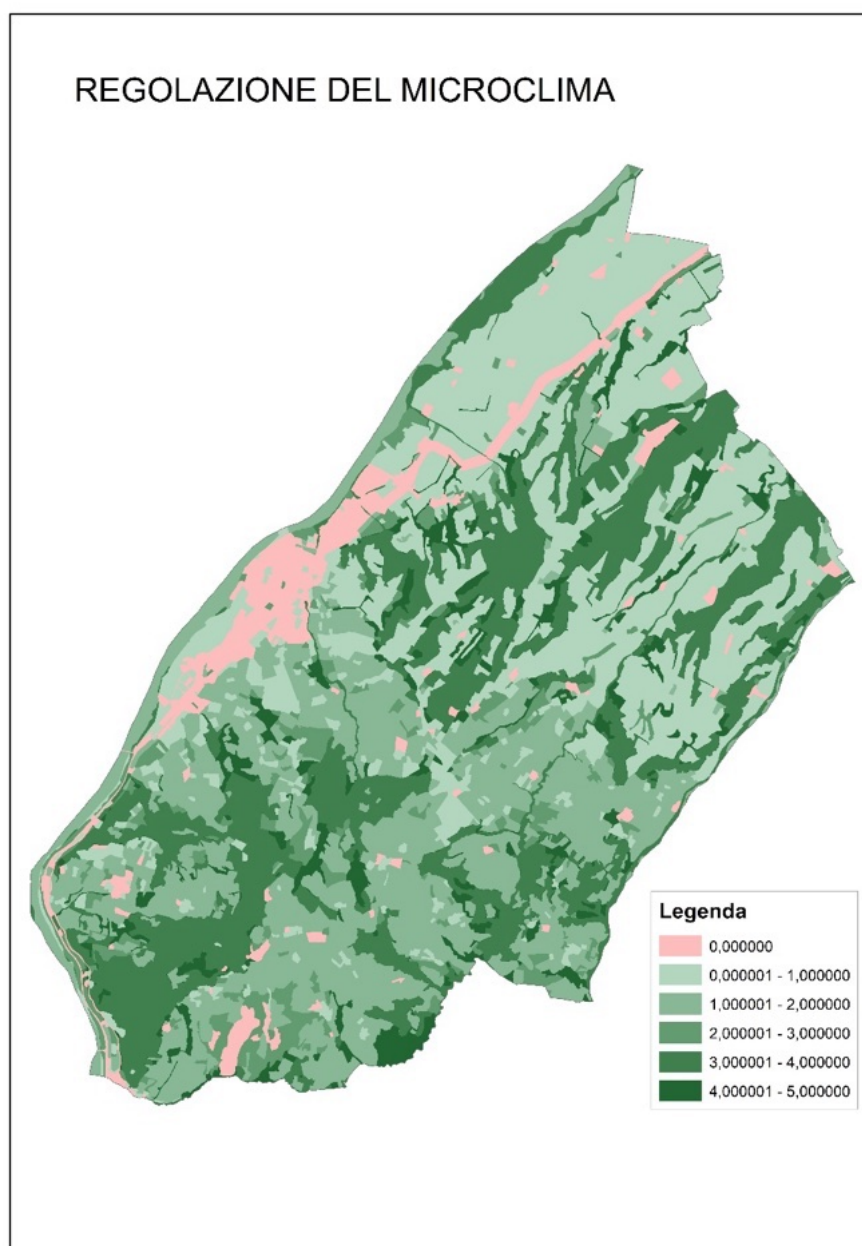 REGOLAZIONE DEL MICROCLIMA
Legenda
0,000000
0,000001 - 1,000000
1,000001 - 2,000000
2,000001 - 3,000000
3,000001 - 4,000000
4,000001 - 5,000000